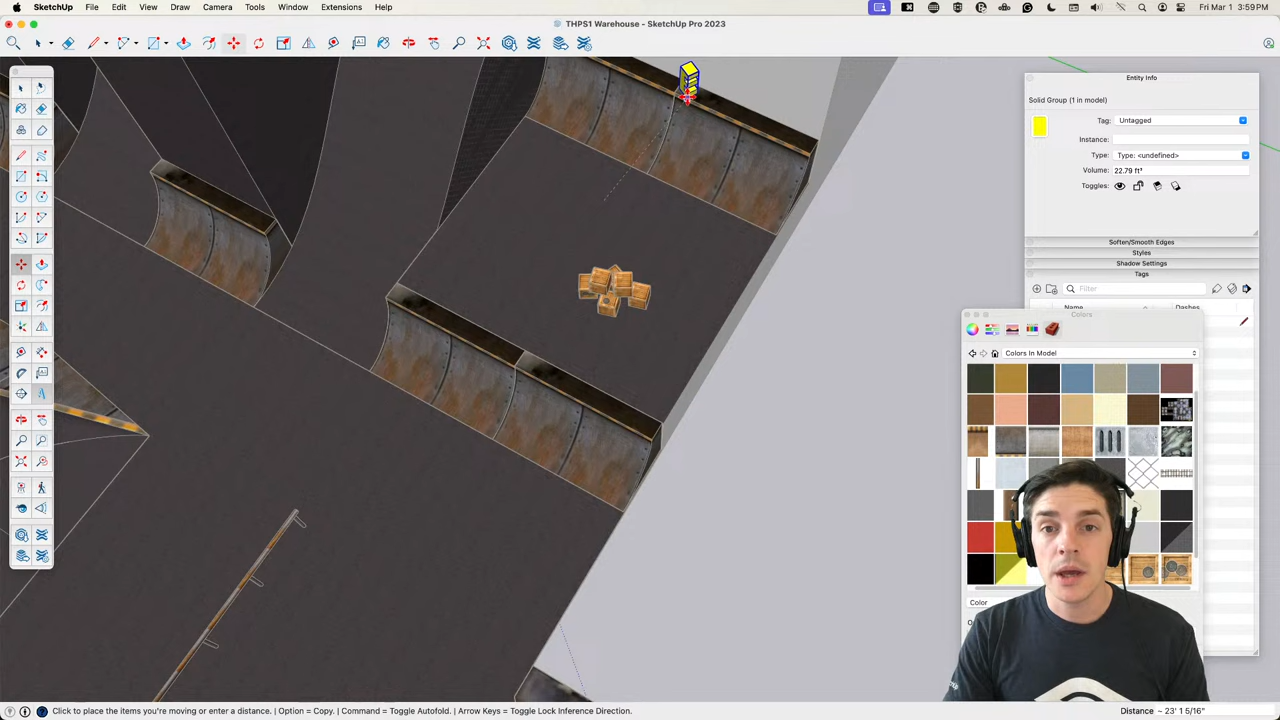 SketchUp File Edit View Draw Camera Tools Window Extensions Help
Fri Mar 1 3:59 PM
THPS1 Warehouse - SketchUp Pro 2023
Entity Info
Solid Group (1 in model)
Tag: Untagged
Instance:
Type: Type: <undefined>
Volume: 22.79 ft³
Toggles:
Soften/Smooth Edges
Styles
Shadow Settings
Tags
Filter
Name Dashes
Colors
Colors In Model
Color
Click to place the items you're moving or enter a distance. | Option = Copy. | Command = Toggle Autofold. | Arrow Keys = Toggle Lock Inference Direction.
Distance ~ 23' 1 5/16"